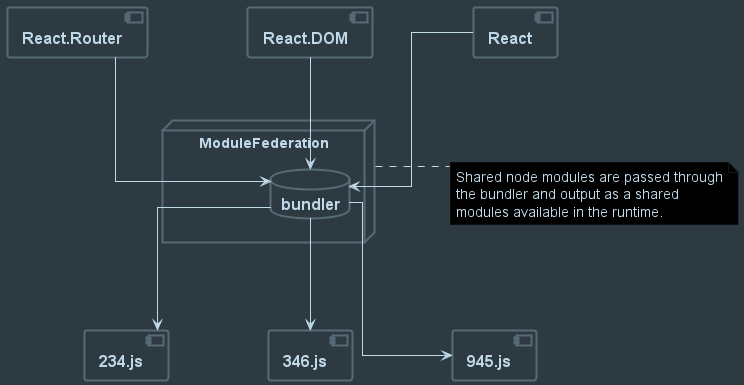 React.Router
React.DOM
React
ModuleFederation
bundler
Shared node modules are passed through
the bundler and output as a shared
modules available in the runtime.
234.js
346.js
945.js